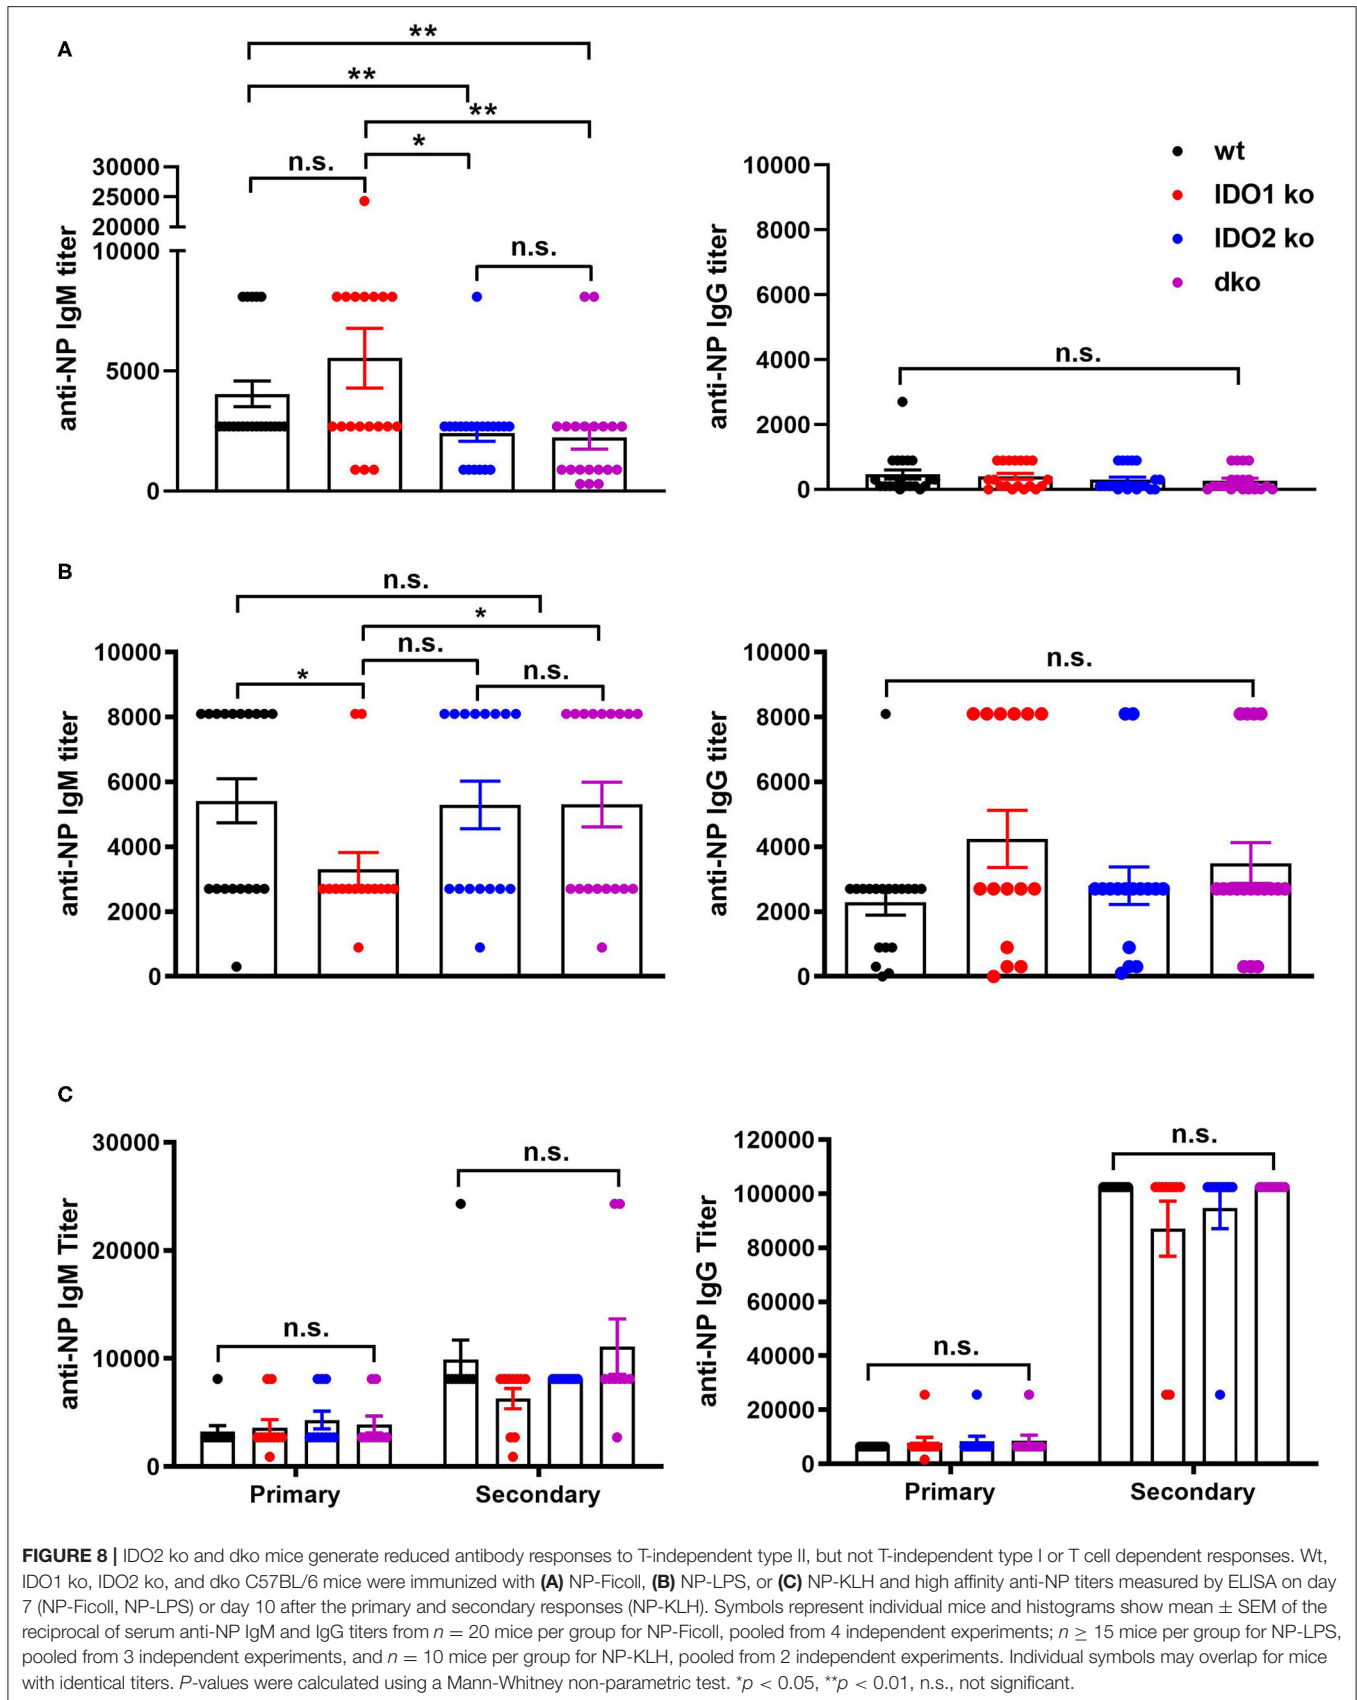 A
**
**
**
*
n.s.
n.s.
30000
25000
20000
10000
5000
0
anti-NP IgM titer
10000
8000
6000
4000
2000
0
anti-NP IgG titer
n.s.
wt
IDO1 ko
IDO2 ko
dko
B
n.s.
*
n.s.
*
n.s.
10000
8000
6000
4000
2000
0
anti-NP IgM titer
n.s.
10000
8000
6000
4000
2000
0
anti-NP IgG titer
C
30000
20000
10000
0
anti-NP IgM Titer
n.s.
n.s.
Primary
Secondary
120000
100000
80000
60000
40000
20000
0
anti-NP IgG Titer
n.s.
n.s.
Primary
Secondary
FIGURE 8 | IDO2 ko and dko mice generate reduced antibody responses to T-independent type II, but not T-independent type I or T cell dependent responses. Wt,
IDO1 ko, IDO2 ko, and dko C57BL/6 mice were immunized with (A) NP-Ficoll, (B) NP-LPS, or (C) NP-KLH and high affinity anti-NP titers measured by ELISA on day
7 (NP-Ficoll, NP-LPS) or day 10 after the primary and secondary responses (NP-KLH). Symbols represent individual mice and histograms show mean ± SEM of the
reciprocal of serum anti-NP IgM and IgG titers from n = 20 mice per group for NP-Ficoll, pooled from 4 independent experiments; n ≥ 15 mice per group for NP-LPS,
pooled from 3 independent experiments, and n = 10 mice per group for NP-KLH, pooled from 2 independent experiments. Individual symbols may overlap for mice
with identical titers. P-values were calculated using a Mann-Whitney non-parametric test. *p < 0.05, **p < 0.01, n.s., not significant.